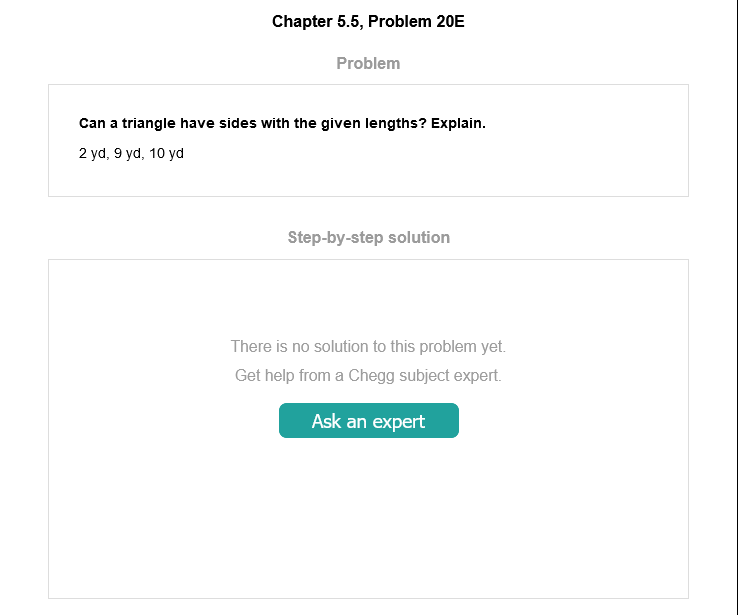 Chapter 5.5, Problem 20E
Problem
Can a triangle have sides with the given lengths? Explain.
2 yd, 9 yd, 10 yd
Step-by-step solution
There is no solution to this problem yet.
Get help from a Chegg subject expert.
Ask an expert